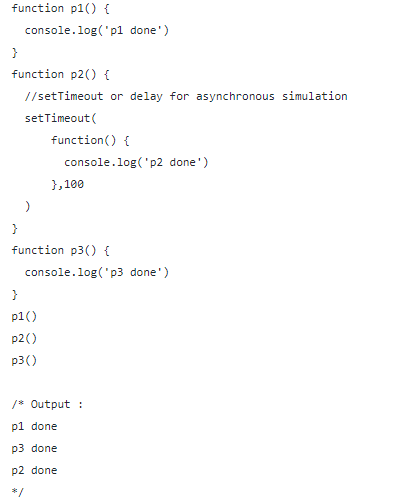 function p1() {
  console.log('p1 done')
}
function p2() {
  //setTimeout or delay for asynchronous simulation
  setTimeout(
      function() {
        console.log('p2 done')
      },100
  )
}
function p3() {
  console.log('p3 done')
}
p1()
p2()
p3()

/* Output :
p1 done
p3 done
p2 done
*/